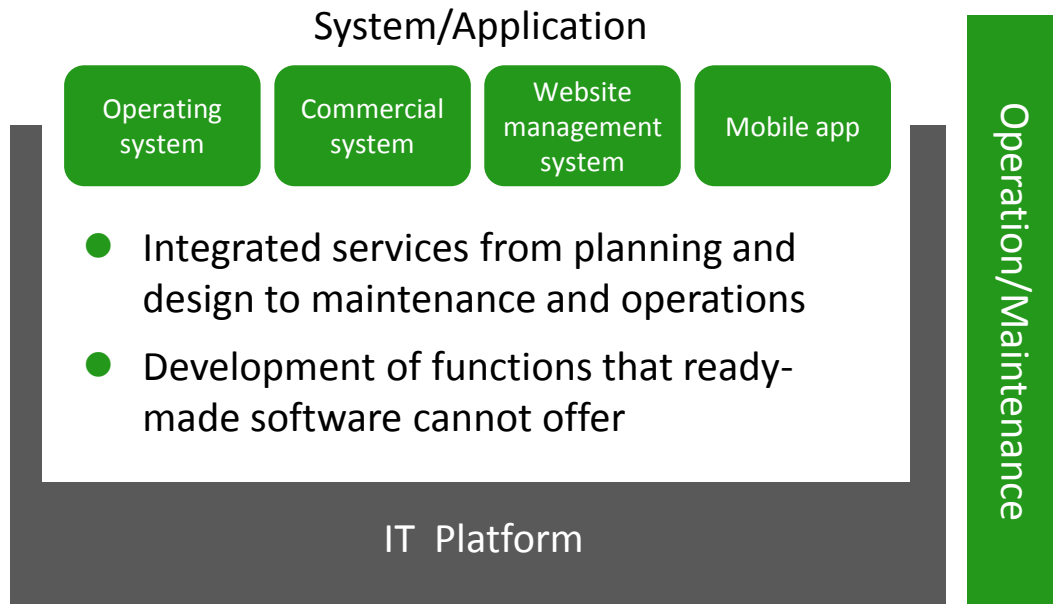 System/Application
Operating
system
Commercial
system
Website
management
system
Mobile app
Integrated services from planning and
design to maintenance and operations
Development of functions that ready-
made software cannot offer
IT Platform
Operation/Maintenance